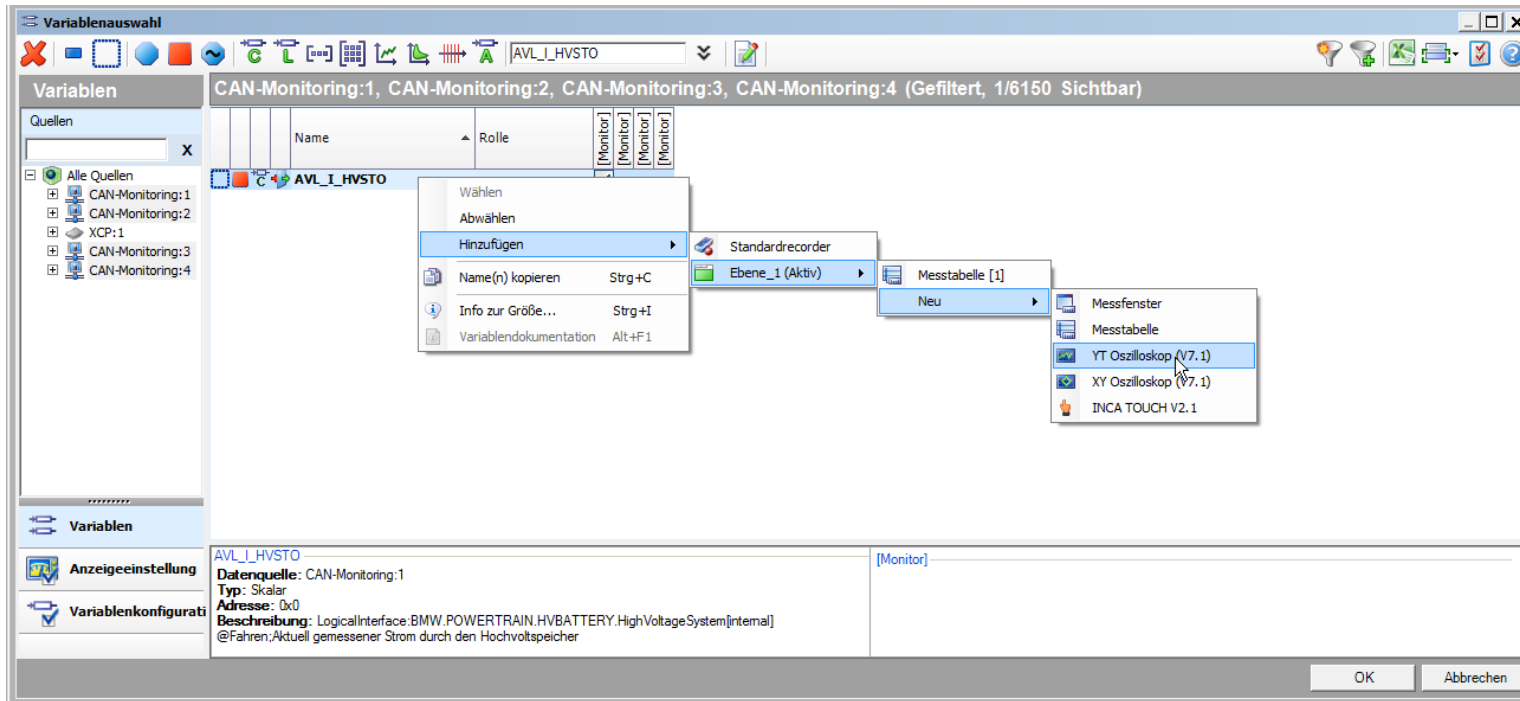 Variablenauswahl
AVL_I_HVSTO
Variablen
CAN-Monitoring:1, CAN-Monitoring:2, CAN-Monitoring:3, CAN-Monitoring:4 (Gefiltert, 1/6150 Sichtbar)
Quellen
X
Alle Quellen
CAN-Monitoring:1
CAN-Monitoring:2
XCP:1
CAN-Monitoring:3
CAN-Monitoring:4
Name
Rolle
[Monitor]
[Monitor]
[Monitor]
[Monitor]
AVL_I_HVSTO
Wählen
Abwählen
Hinzufügen
Name(n) kopieren Strg+C
Info zur Größe... Strg+I
Variablendokumentation Alt+F1
Standardrecorder
Ebene_1 (Aktiv)
Messtabelle [1]
Neu
Messfenster
Messtabelle
YT Oszilloskop (V7.1)
XY Oszilloskop (V7.1)
INCA TOUCH V2.1
Variablen
Anzeigeeinstellung
Variablenkonfigurati
AVL_I_HVSTO
Datenquelle: CAN-Monitoring:1
Typ: Skalar
Adresse: 0x0
Beschreibung: LogicalInterface:BMW.POWERTRAIN.HVBATTERY.HighVoltageSystem[internal]
@Fahren;Aktuell gemessener Strom durch den Hochvoltspeicher
[Monitor]
OK
Abbrechen